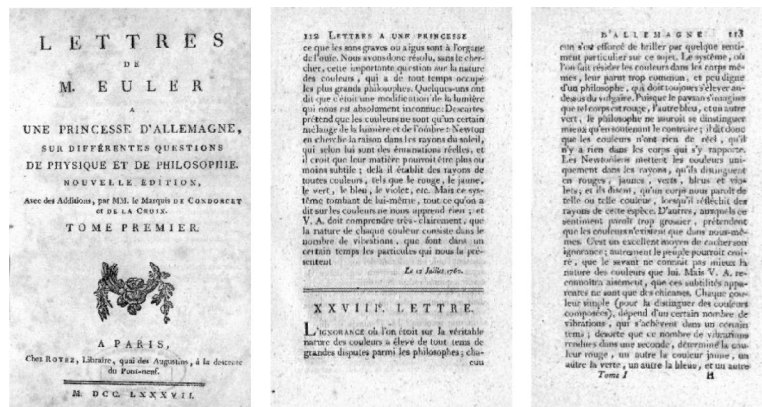 LETTRES
DE
M. EULER
A
UNE PRINCESSE D'ALLEMAGNE,
SUR DIFFÉRENTES QUESTIONS
DE PHYSIQUE ET DE PHILOSOPHIE.
NOUVELLE ÉDITION,
Avec des Additions, par MM. le Marquis DE CONDORCET
et DE LA CROIX.
TOME PREMIER.
A PARIS,
Chez ROYEZ, Libraire, quai des Augustins, à la descente
du Pont-neuf.
M. DCC. LXXXVII.
112 LETTRES A UNE PRINCESSE
ce que les sons graves ou aigus sont à l'organe
de l'ouïe. Nous avons donc résolu, sans le cher-
cher, cette importante question sur la nature
des couleurs, qui a de tout temps occupé
les plus grands philosophes. Quelques-uns ont
dit que c'étoit une modification de la lumière
qui nous est absolument inconnue: Descartes
prétend que les couleurs ne sont qu'un certain
mélange de la lumière et de l'ombre: Newton
en cherche la raison dans les rayons du soleil,
qui selon lui sont des émanations réelles, et
il croit que leur matière pourroit être plus ou
moins subtile; delà il établit des rayons de
toutes couleurs, tels que le rouge, le jaune,
le vert, le bleu, le violet, etc. Mais ce sys-
tême tombant de lui-même, tout ce qu'on a
dit sur les couleurs ne nous apprend rien; et
V. A. doit comprendre très-clairement, que
la nature de chaque couleur consiste dans le
nombre de vibrations, que font dans un
certain temps les particules qui nous la pré-
sentent
Le 12 Juillet 1760.
XXVIIIe. LETTRE.
L'IGNORANCE où l'on étoit sur la véritable
nature des couleurs a élevé de tout tems de
grandes disputes parmi les philosophes; cha-
cun
D'ALLEMAGNE 113
cun s'est efforcé de briller par quelque senti-
ment particulier sur ce sujet. Le systême, où
l'on fait résider les couleurs dans les corps mê-
mes, leur parut trop commun, et peu digne
d'un philosophe, qui doit toujours s'elever au-
dessus du vulgaire. Puisque le paysan s'imagine
que tel corps est rouge, l'autre bleu, et un autre
vert, le philosophe ne sauroit se distinguer
mieux qu'en soutenant le contraire; il dit donc
que les couleurs n'ont rien de réel, qu'il
n'y a rien dans les corps qui s'y rapporte.
Les Newtoniens mettent les couleurs uni-
quement dans les rayons, qu'ils distinguent
en rouges, jaunes, verts, bleus et vio
lets; et ils disent, qu'un corps nous paroît de
telle ou telle couleur, lorsqu'il réfléchit des
rayons de cette espèce. D'autres, auxquels ce
sentiment paroît trop grossier, prétendent
que les couleurs n'existent que dans nous-mê-
mes. C'est un excellent moyen de cacher son
ignorance; autrement le peuple pourroit croi-
re, que le savant ne connoît pas mieux la
nature des couleurs que lui. Mais V. A. re-
connoîtra aisement, que ces subtilités appa-
rentes ne sont que des chicanes. Chaque cou-
leur simple (pour la distinguer des couleurs
composées), dépend d'un certain nombre de
vibrations, qui s'achèvent dans un certain
tems; desorte que ce nombre de vibrations
rendues dans une seconde, détermine la cou-
leur rouge, un autre la couleur jaune, un
autre la verte, un autre la bleue, et un autre
Tome I H